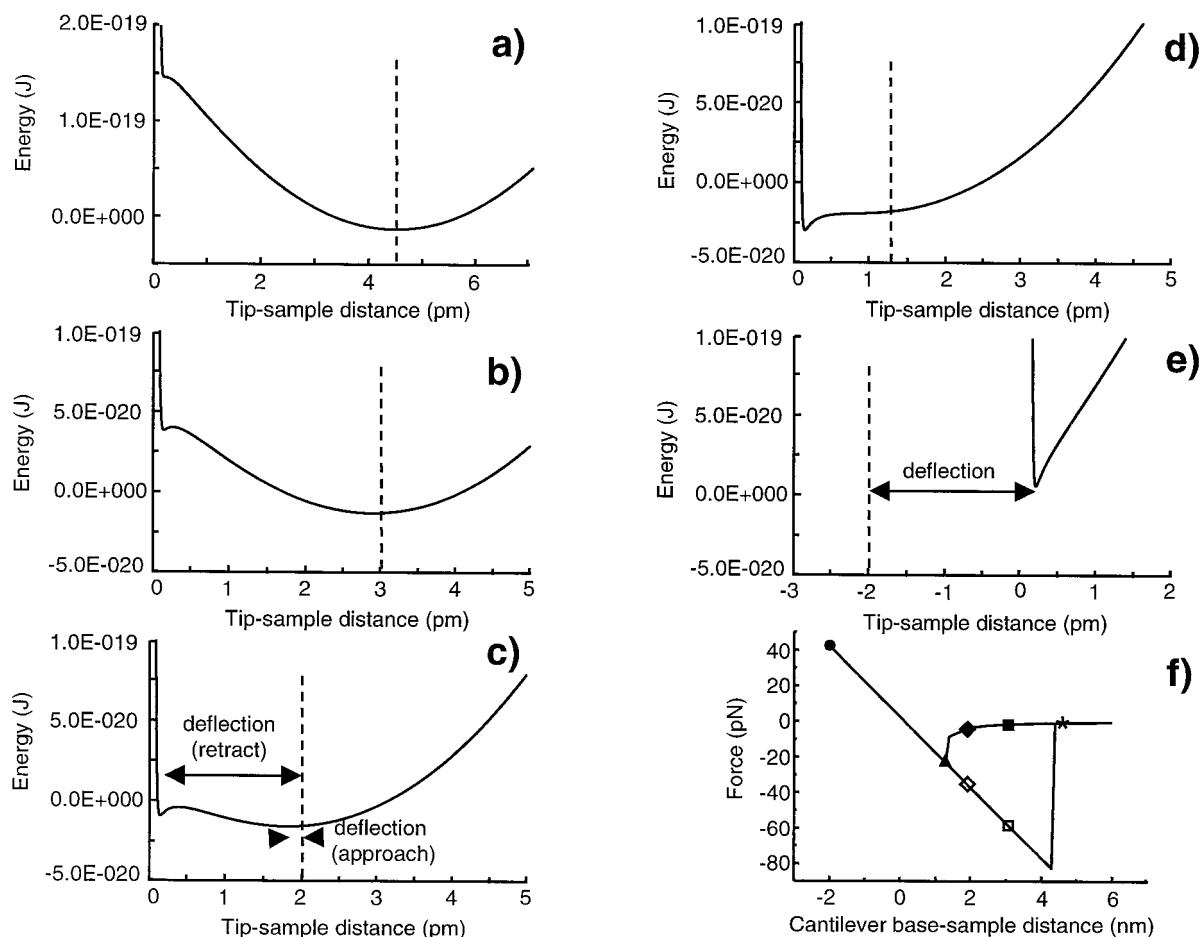 a)
Energy (J)
2.0E-019
1.0E-019
0.0E+000
0 2 4 6
Tip-sample distance (pm)
b)
Energy (J)
1.0E-019
5.0E-020
0.0E+000
-5.0E-020
0 1 2 3 4 5
Tip-sample distance (pm)
c)
Energy (J)
1.0E-019
5.0E-020
0.0E+000
-5.0E-020
deflection
(retract)
deflection
(approach)
0 1 2 3 4 5
Tip-sample distance (pm)
d)
Energy (J)
1.0E-019
5.0E-020
0.0E+000
-5.0E-020
0 1 2 3 4 5
Tip-sample distance (pm)
e)
Energy (J)
1.0E-019
5.0E-020
0.0E+000
-5.0E-020
deflection
-3 -2 -1 0 1 2
Tip-sample distance (pm)
f)
Force (pN)
40
20
0
-20
-40
-60
-80
-2 0 2 4 6
Cantilever base-sample distance (nm)